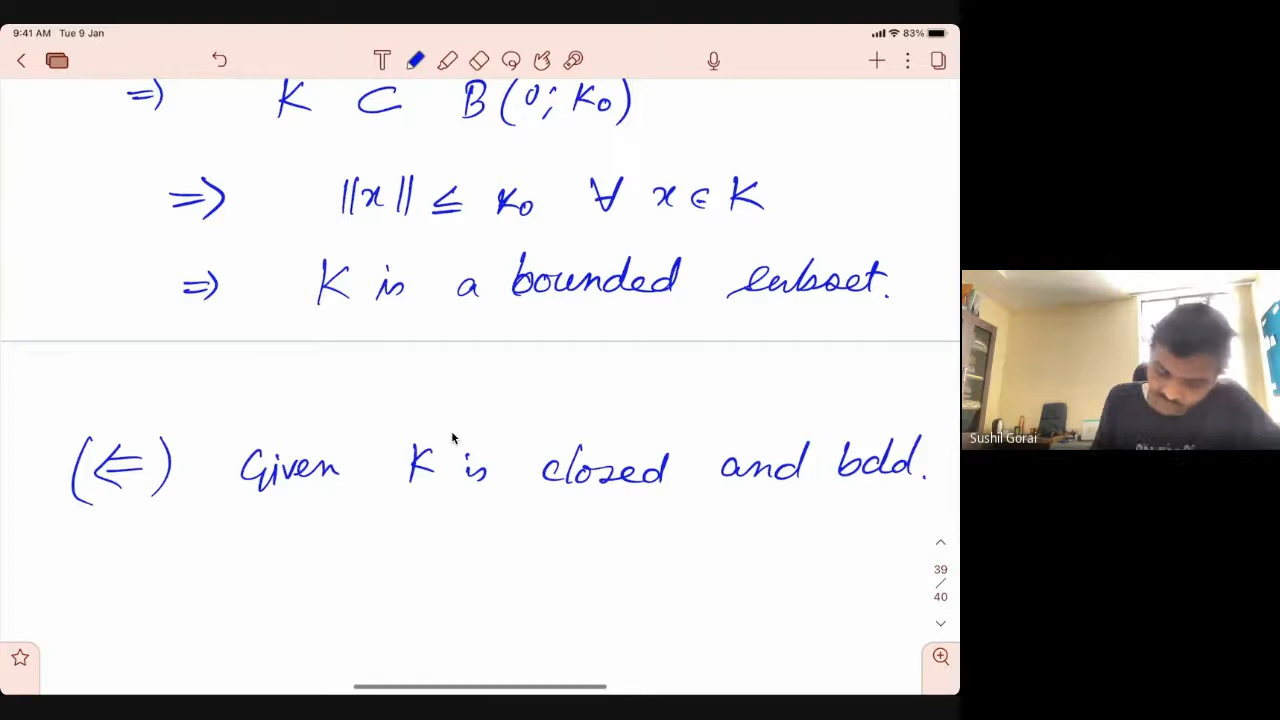 9:41 AM Tue 9 Jan
83%
=> K ⊂ B(0; K₀)
=> ||x|| ≤ K₀ ∀ x ∈ K
=> K is a bounded subset.
(⇐) Given K is closed and bdd.
39
/
40
Sushil Gorai